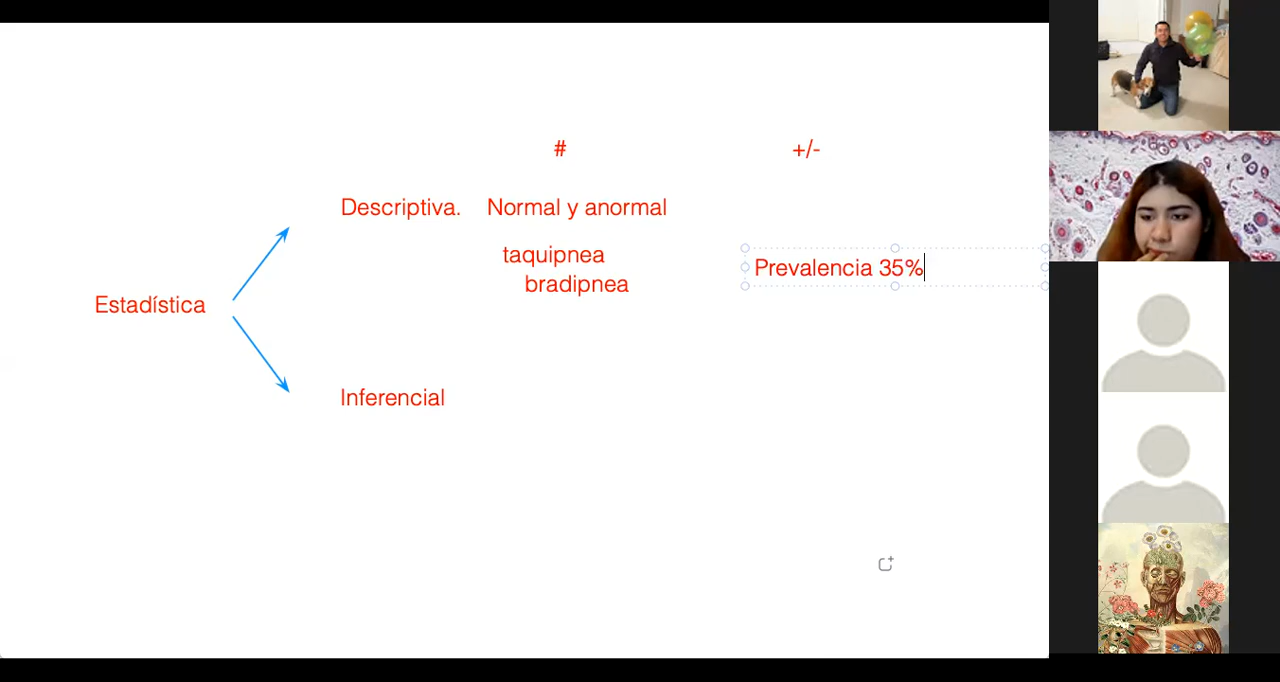 # +/-
Descriptiva. Normal y anormal
taquipnea
Prevalencia 35%
bradipnea
Estadística
Inferencial